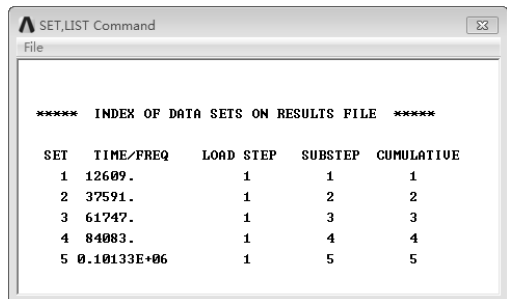 SET,LIST Command
File
***** INDEX OF DATA SETS ON RESULTS FILE *****
SET TIME/FREQ LOAD STEP SUBSTEP CUMULATIVE
1 12609. 1 1 1
2 37591. 1 2 2
3 61747. 1 3 3
4 84083. 1 4 4
5 0.10133E+06 1 5 5